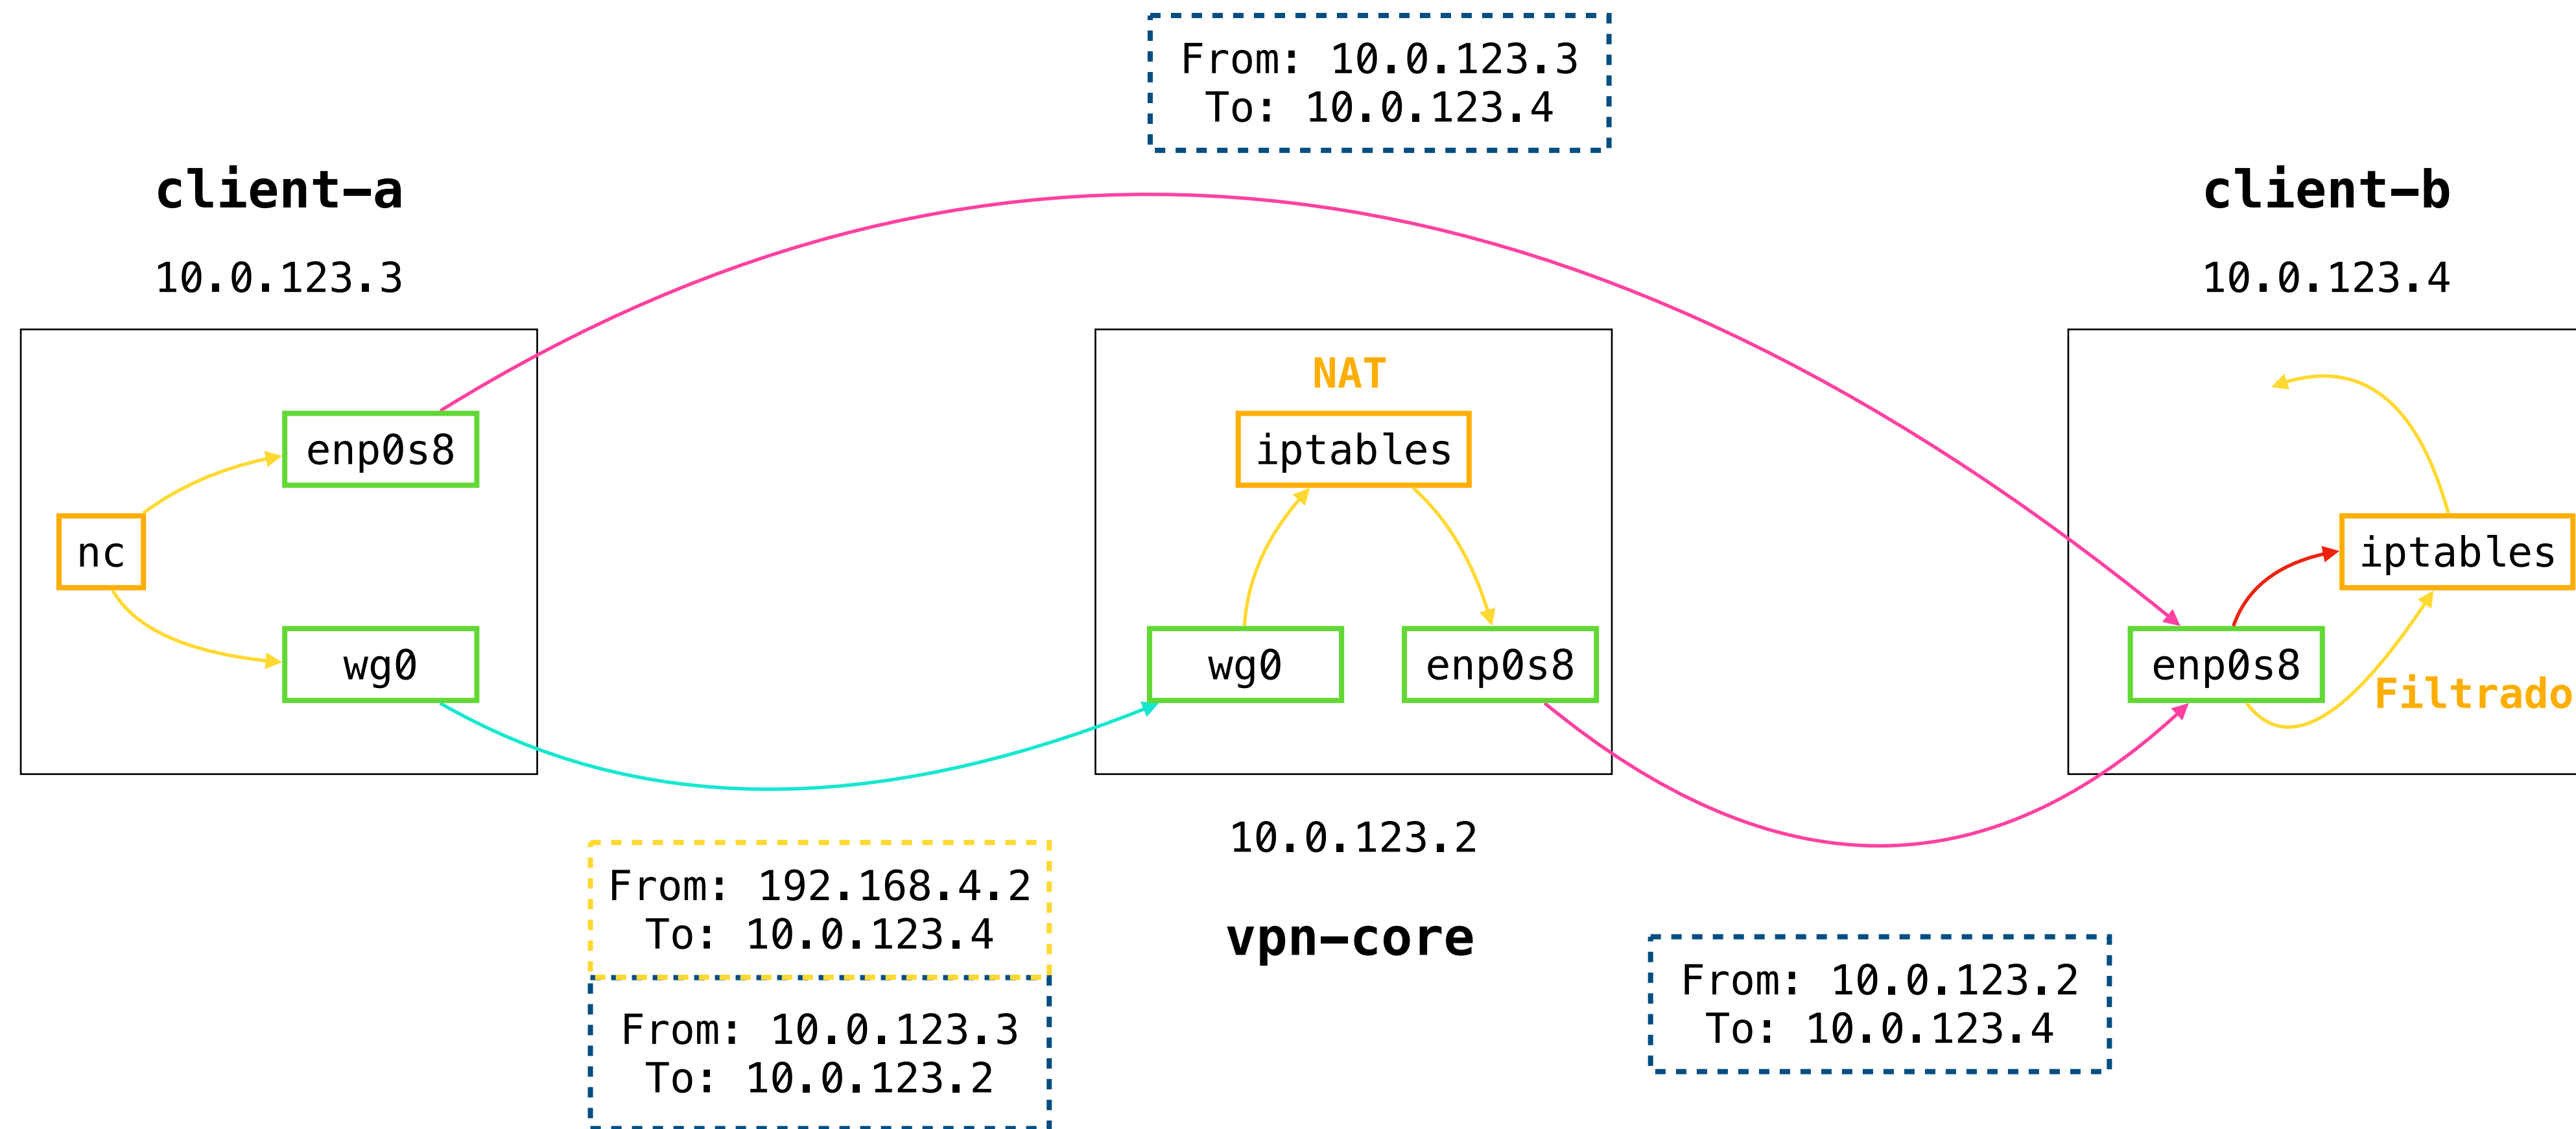 From: 10.0.123.3
To: 10.0.123.4
client-a
10.0.123.3
client-b
10.0.123.4
enp0s8
nc
wg0
NAT
iptables
wg0
enp0s8
iptables
enp0s8
Filtrado
10.0.123.2
vpn-core
From: 192.168.4.2
To: 10.0.123.4
From: 10.0.123.3
To: 10.0.123.2
From: 10.0.123.2
To: 10.0.123.4